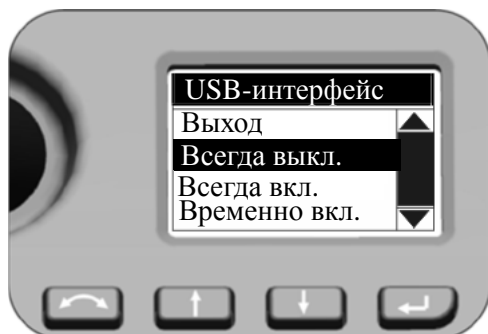 USB-интерфейс
Выход
Всегда выкл.
Всегда вкл.
Временно вкл.